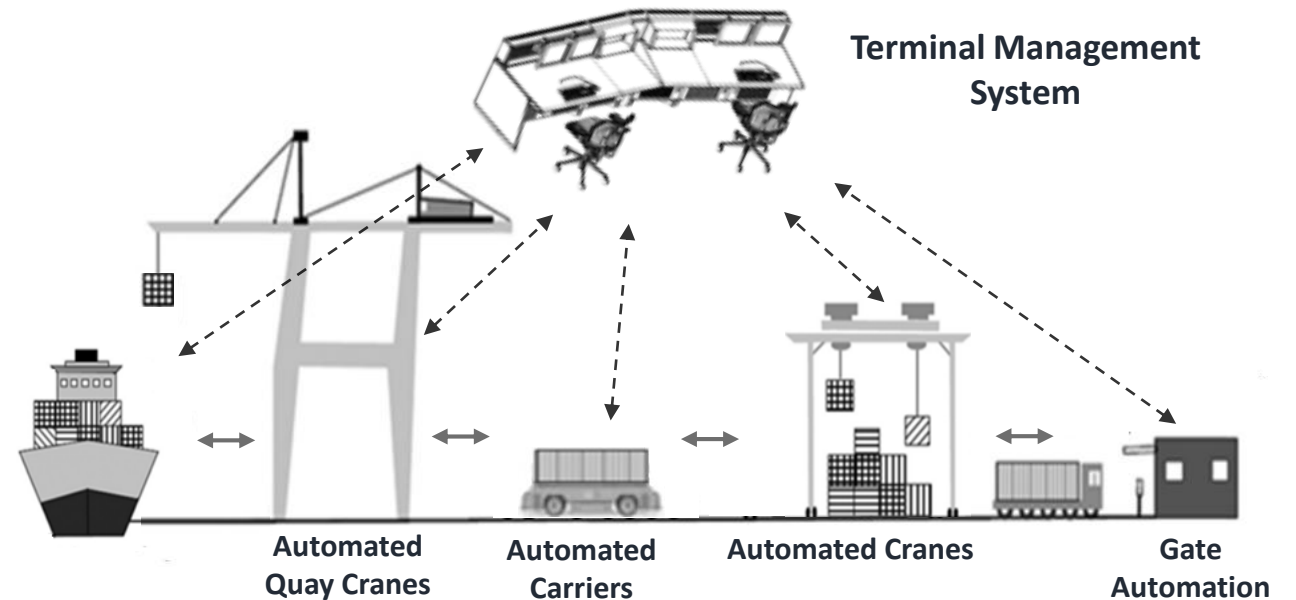 Terminal Management
System
Automated
Quay Cranes
Automated
Carriers
Automated Cranes
Gate
Automation